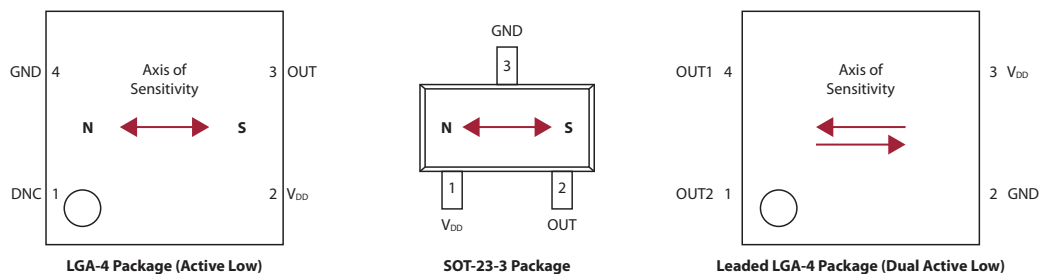 GND 4 Axis of Sensitivity 3 OUT
N S
DNC 1 2 VDD
LGA-4 Package (Active Low)
GND
3
N S
1 2
VDD OUT
SOT-23-3 Package
OUT1 4 Axis of Sensitivity 3 VDD
OUT2 1 2 GND
Leaded LGA-4 Package (Dual Active Low)